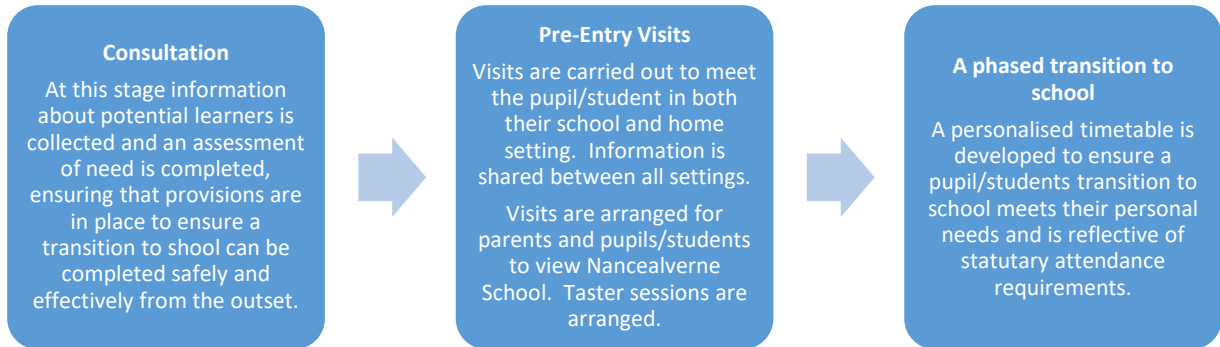 Consultation
At this stage information
about potential learners is
collected and an assessment
of need is completed,
ensuring that provisions are
in place to ensure a
transition to shool can be
completed safely and
effectively from the outset.
Pre-Entry Visits
Visits are carried out to meet
the pupil/student in both
their school and home
setting.  Information is
shared between all settings.
Visits are arranged for
parents and pupils/students
to view Nancealverne
School.  Taster sessions are
arranged.
A phased transition to
school
A personalised timetable is
developed to ensure a
pupil/students transition to
school meets their personal
needs and is reflective of
statutary attendance
requirements.